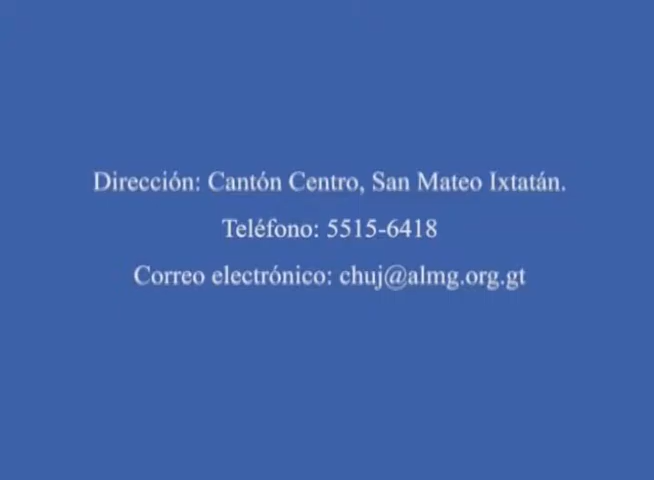 Dirección: Cantón Centro, San Mateo Ixtatán.
Teléfono: 5515-6418
Correo electrónico: chuj@almg.org.gt